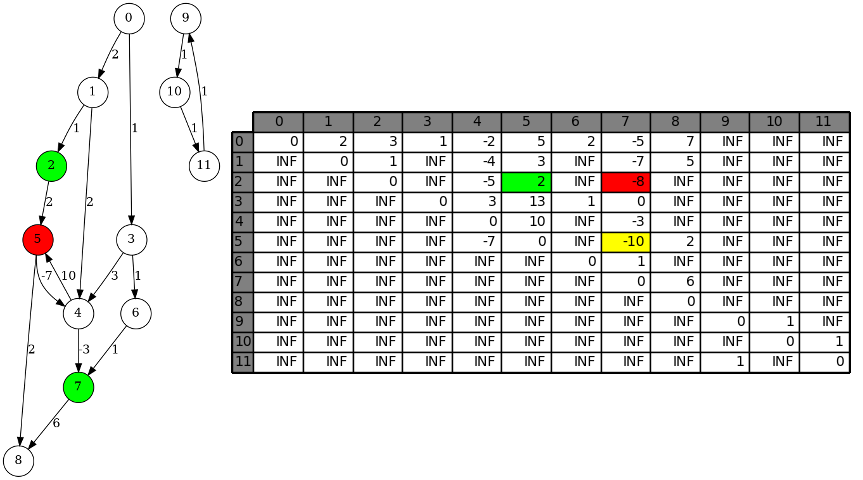 0
9
2
1
1
10
1
1
1
1
2
11
2
2
5
3
-7
10
3
1
4
6
2
-3
1
7
6
8
0 1 2 3 4 5 6 7 8 9 10 11
0 0 2 3 1 -2 5 2 -5 7 INF INF INF
1 INF 0 1 INF -4 3 INF -7 5 INF INF INF
2 INF INF 0 INF -5 2 INF -8 INF INF INF INF
3 INF INF INF 0 3 13 1 0 INF INF INF INF
4 INF INF INF INF 0 10 INF -3 INF INF INF INF
5 INF INF INF INF -7 0 INF -10 2 INF INF INF
6 INF INF INF INF INF INF 0 1 INF INF INF INF
7 INF INF INF INF INF INF INF 0 6 INF INF INF
8 INF INF INF INF INF INF INF INF 0 INF INF INF
9 INF INF INF INF INF INF INF INF INF 0 1 INF
10 INF INF INF INF INF INF INF INF INF INF 0 1
11 INF INF INF INF INF INF INF INF INF 1 INF 0